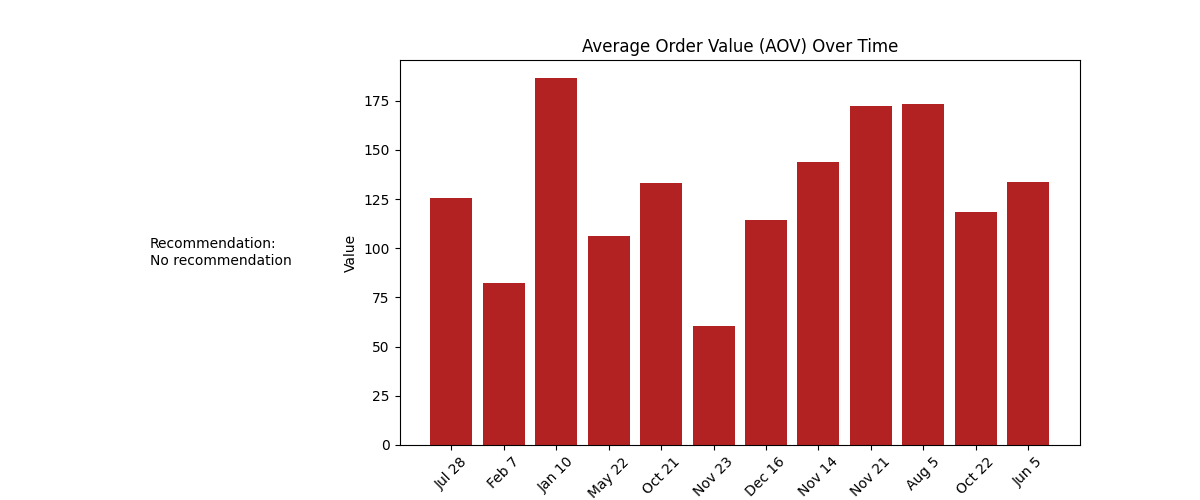 Average Order Value (AOV) Over Time
Recommendation:
No recommendation
Value
175
150
125
100
75
50
25
0
Jul 28
Feb 7
Jan 10
May 22
Oct 21
Nov 23
Dec 16
Nov 14
Nov 21
Aug 5
Oct 22
Jun 5